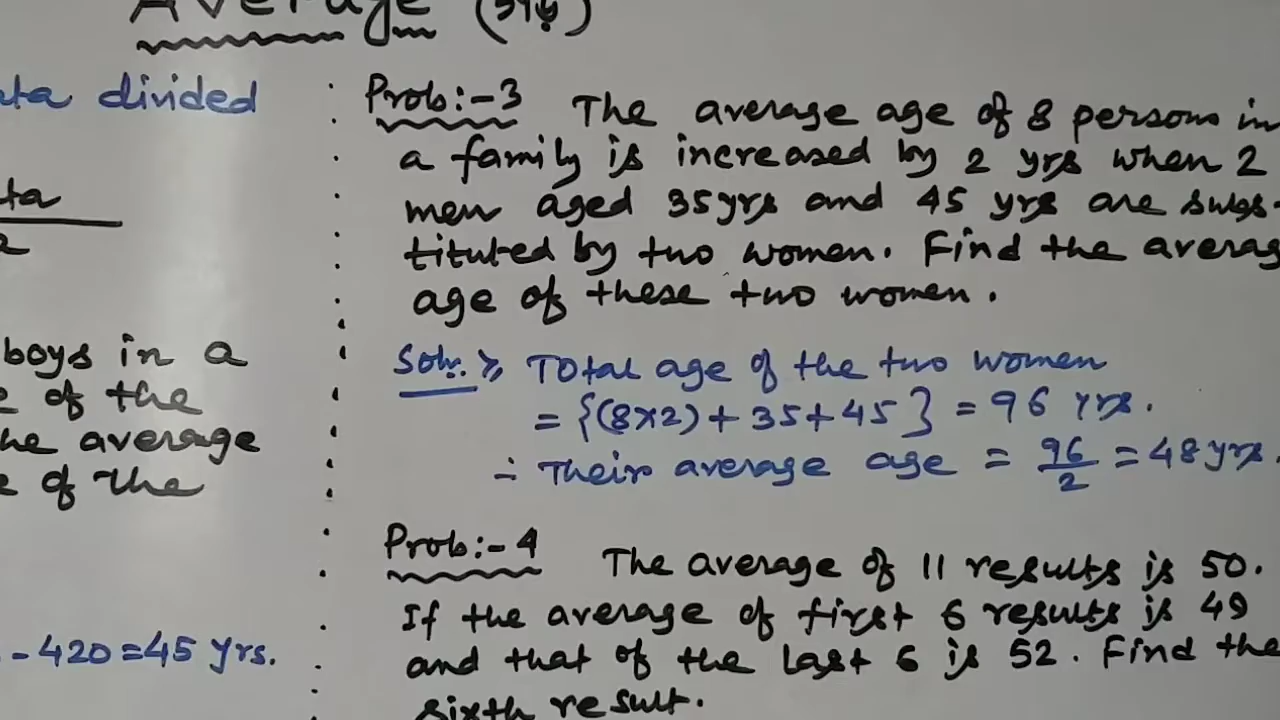 Average (औसत)
divided
boys in a
of the
average
of the
- 420 = 45 yrs.
Prob:-3 The average age of 8 persons in
a family is increased by 2 yrs when 2
men aged 35yrs and 45 yrs are subs-
tituted by two women. Find the averag
age of these two women.
Soln. ⇒ Total age of the two women
= {(8x2) + 35 + 45} = 96 yrs.
∴ Their average age = 96/2 = 48 yrs.
Prob:-4 The average of 11 results is 50.
If the average of first 6 results is 49
and that of the last 6 is 52. Find the
sixth result.